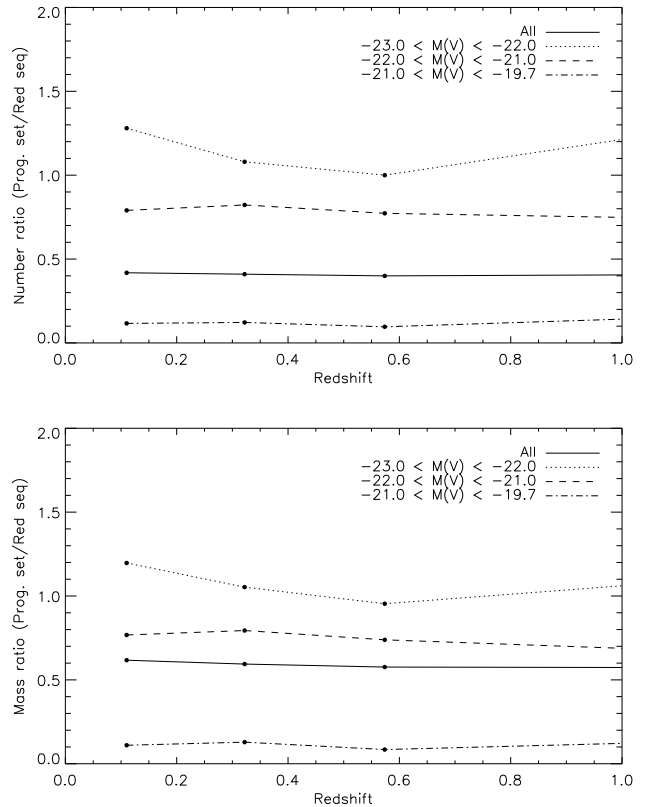 2.0
All
-23.0 < M(V) < -22.0
-22.0 < M(V) < -21.0
-21.0 < M(V) < -19.7
1.5
1.0
0.5
0.0
Number ratio (Prog. set/Red seq)
0.0 0.2 0.4 0.6 0.8 1.0
Redshift
2.0
All
-23.0 < M(V) < -22.0
-22.0 < M(V) < -21.0
-21.0 < M(V) < -19.7
1.5
1.0
0.5
0.0
Mass ratio (Prog. set/Red seq)
0.0 0.2 0.4 0.6 0.8 1.0
Redshift